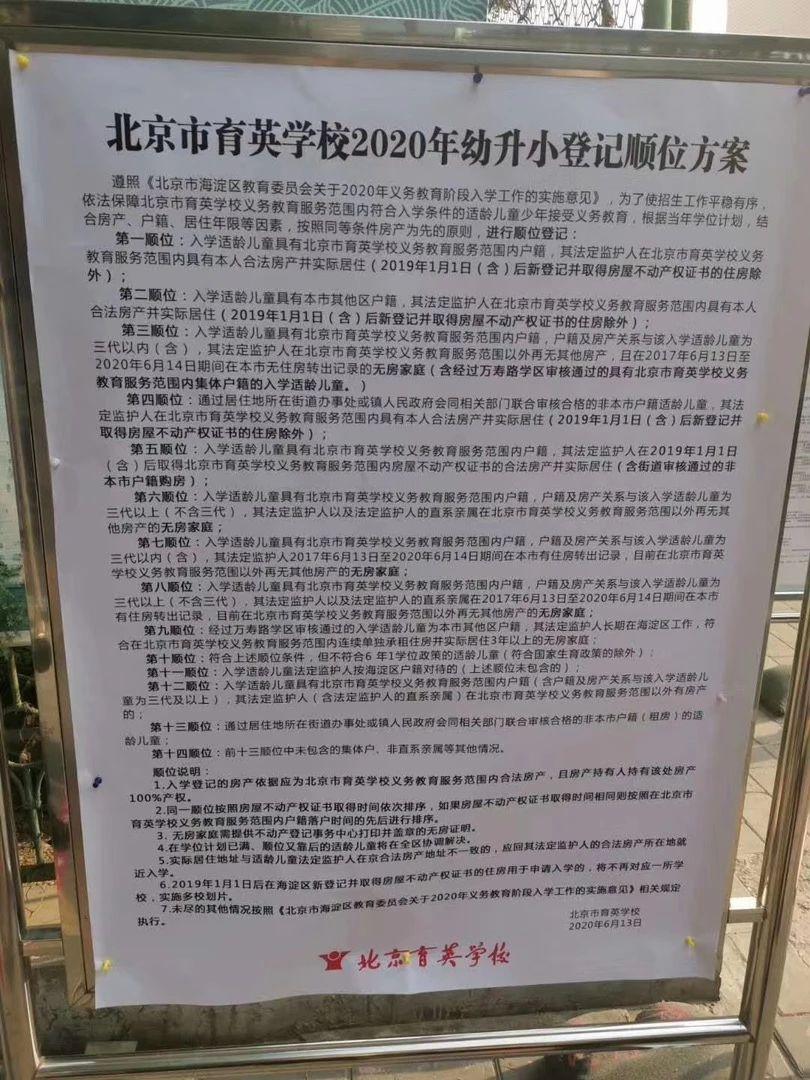 北京市育英学校2020年幼升小登记顺位方案
遵照《北京市海淀区教育委员会关于2020年义务教育阶段入学工作的实施意见》，为了使招生工作平稳有序，
依法保障北京市育英学校义务教育服务范围内符合入学条件的适龄儿童少年接受义务教育，根据当年学位计划，结
合房产、户籍、居住年限等因素，按照同等条件房产为先的原则，进行顺位登记：
第一顺位：入学适龄儿童具有北京市育英学校义务教育服务范围内户籍，其法定监护人在北京市育英学校义务
教育服务范围内具有本人合法房产并实际居住（2019年1月1日（含）后新登记并取得房屋不动产权证书的住房除
外）；
第二顺位：入学适龄儿童具有本市其他区户籍，其法定监护人在北京市育英学校义务教育服务范围内具有本人
合法房产并实际居住（2019年1月1日（含）后新登记并取得房屋不动产权证书的住房除外）；
第三顺位：入学适龄儿童具有北京市育英学校义务教育服务范围内户籍，户籍及房产关系与该入学适龄儿童为
三代以内（含），其法定监护人在北京市育英学校义务教育服务范围以外再无其他房产，且在2017年6月13日至
2020年6月14日期间在本市无住房转出记录的无房家庭（含经过万寿路学区审核通过的具有北京市育英学校义务
教育服务范围内集体户籍的入学适龄儿童。）
第四顺位：通过居住地所在街道办事处或镇人民政府会同相关部门联合审核合格的非本市户籍适龄儿童，其法
定监护人在北京市育英学校义务教育服务范围内具有本人合法房产并实际居住（2019年1月1日（含）后新登记并
取得房屋不动产权证书的住房除外）；
第五顺位：入学适龄儿童具有北京市育英学校义务教育服务范围内户籍，其法定监护人在2019年1月1日
（含）后取得北京市育英学校义务教育服务范围内房屋不动产权证书的合法房产并实际居住（含街道审核通过的非
本市户籍购房）；
第六顺位：入学适龄儿童具有北京市育英学校义务教育服务范围内户籍，户籍及房产关系与该入学适龄儿童为
三代以上（不含三代），其法定监护人以及法定监护人的直系亲属在北京市育英学校义务教育服务范围以外再无其
他房产的无房家庭；
第七顺位：入学适龄儿童具有北京市育英学校义务教育服务范围内户籍，户籍及房产关系与该入学适龄儿童为
三代以内（含），其法定监护人2017年6月13日至2020年6月14日期间在本市有住房转出记录，目前在北京市育英
学校义务教育服务范围以外再无其他房产的无房家庭；
第八顺位：入学适龄儿童具有北京市育英学校义务教育服务范围内户籍，户籍及房产关系与该入学适龄儿童为
三代以上（不含三代），其法定监护人以及法定监护人的直系亲属在2017年6月13日至2020年6月14日期间在本市
有住房转出记录，目前在北京市育英学校义务教育服务范围以外再无其他房产的无房家庭；
第九顺位：经过万寿路学区审核通过的入学适龄儿童为本市其他区户籍，其法定监护人长期在海淀区工作，符
合在北京市育英学校义务教育服务范围内连续单独承租住房并实际居住3年以上的无房家庭；
第十顺位：符合上述顺位条件，但不符合6 年1学位政策的适龄儿童（符合国家生育政策的除外）；
第十一顺位：入学适龄儿童法定监护人按海淀区户籍对待的（上述顺位未包含的）；
第十二顺位：入学适龄儿童具有北京市育英学校义务教育服务范围内户籍（含户籍及房产关系与该入学适龄儿
童为三代及以上），其法定监护人（含法定监护人的直系亲属）在北京市育英学校义务教育服务范围以外有房产
的；
第十三顺位：通过居住地所在街道办事处或镇人民政府会同相关部门联合审核合格的非本市户籍（租房）的适
龄儿童；
第十四顺位：前十三顺位中未包含的集体户、非直系亲属等其他情况。
顺位说明：
1.入学登记的房产依据应为北京市育英学校义务教育服务范围内合法房产，且房产持有人持有该处房产
100%产权。
2.同一顺位按照房屋不动产权证书取得时间依次排序，如果房屋不动产权证书取得时间相同则按照在北京市
育英学校义务教育服务范围内户籍落户时间的先后进行排序。
3. 无房家庭需提供不动产登记事务中心打印并盖章的无房证明。
4.在学位计划已满、顺位又靠后的适龄儿童将在全区协调解决。
5.实际居住地址与适龄儿童法定监护人在京合法房产地址不一致的，应回其法定监护人的合法房产所在地就
近入学。
6.2019年1月1日后在海淀区新登记并取得房屋不动产权证书的住房用于申请入学的，将不再对应一所学
校，实施多校划片。
7.未尽的其他情况按照《北京市海淀区教育委员会关于2020年义务教育阶段入学工作的实施意见》相关规定
执行。
北京市育英学校
2020年6月13日
北京育英学校